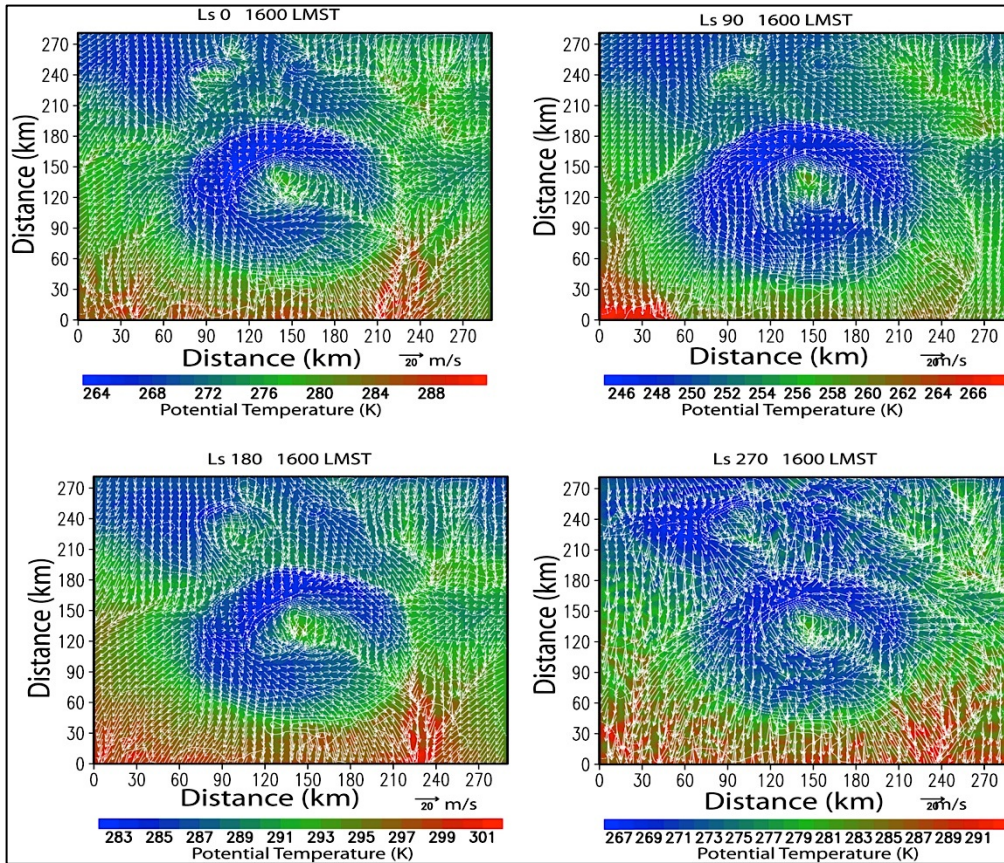 Ls 0 1600 LMST
Distance (km)
270
240
210
180
150
120
90
60
30
0
0 30 60 90 120 150 180 210 240 270
Distance (km)
20 m/s
264 268 272 276 280 284 288
Potential Temperature (K)
Ls 90 1600 LMST
Distance (km)
270
240
210
180
150
120
90
60
30
0
0 30 60 90 120 150 180 210 240 270
Distance (km)
20 m/s
246 248 250 252 254 256 258 260 262 264 266
Potential Temperature (K)
Ls 180 1600 LMST
Distance (km)
270
240
210
180
150
120
90
60
30
0
0 30 60 90 120 150 180 210 240 270
Distance (km)
20 m/s
283 285 287 289 291 293 295 297 299 301
Potential Temperature (K)
Ls 270 1600 LMST
Distance (km)
270
240
210
180
150
120
90
60
30
0
0 30 60 90 120 150 180 210 240 270
Distance (km)
20 m/s
267 269 271 273 275 277 279 281 283 285 287 289 291
Potential Temperature (K)